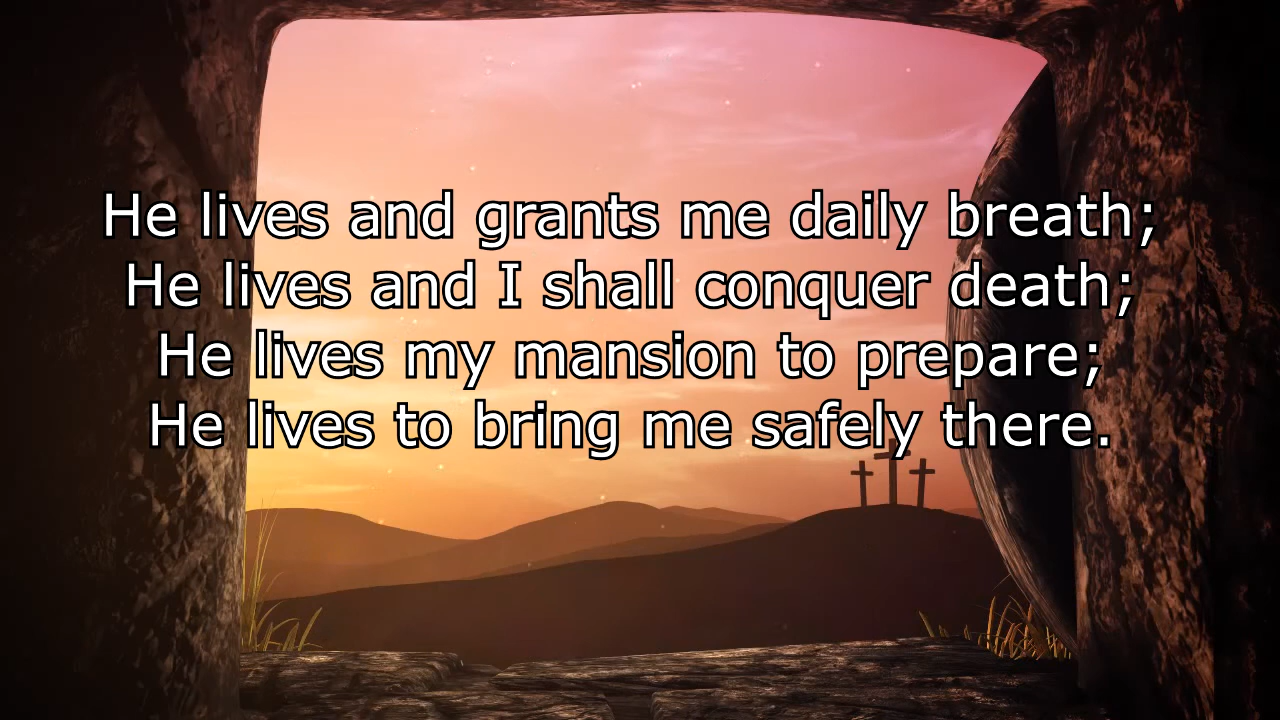 He lives and grants me daily breath;
He lives and I shall conquer death;
He lives my mansion to prepare;
He lives to bring me safely there.